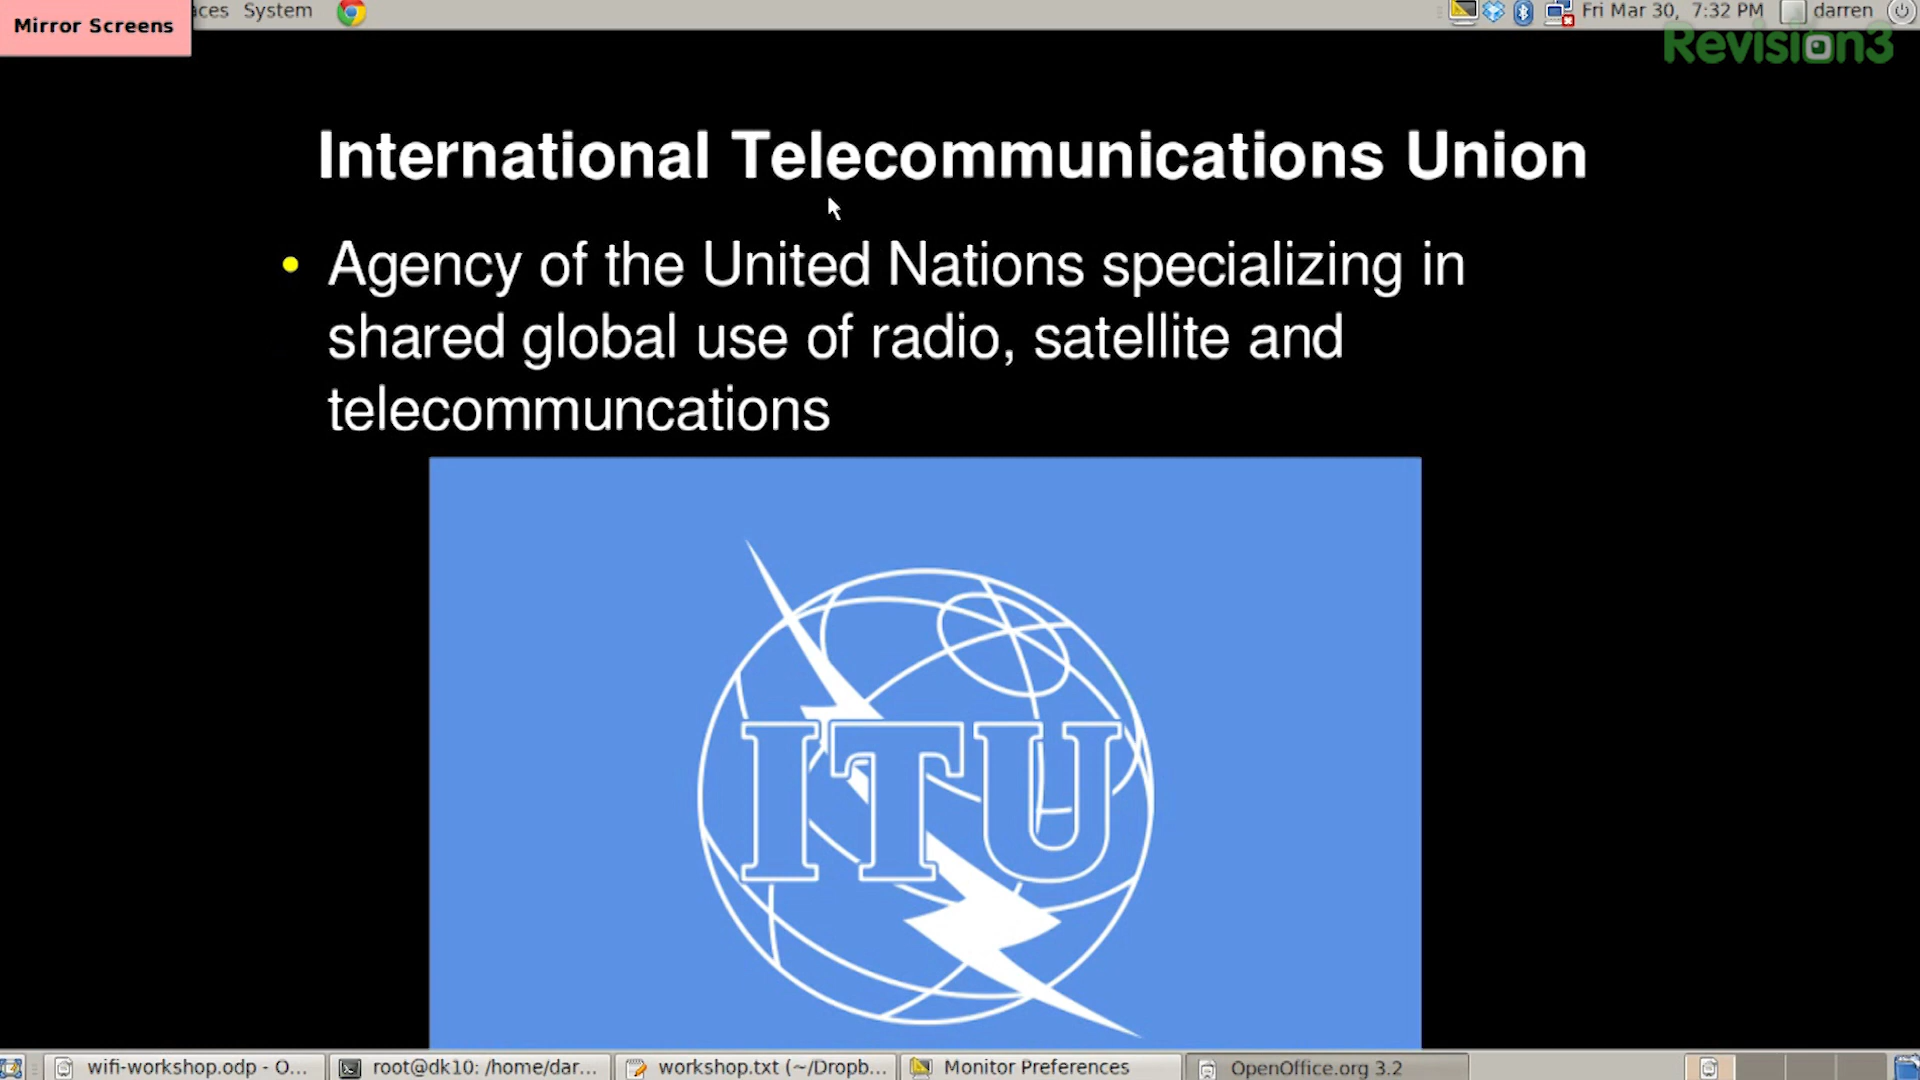 Mirror Screens
aces System
Fri Mar 30, 7:32 PM darren
Revision3
International Telecommunications Union
Agency of the United Nations specializing in
shared global use of radio, satellite and
telecommuncations
ITU
wifi-workshop.odp - O... root@dk10: /home/dar... workshop.txt (~/Dropb... Monitor Preferences OpenOffice.org 3.2